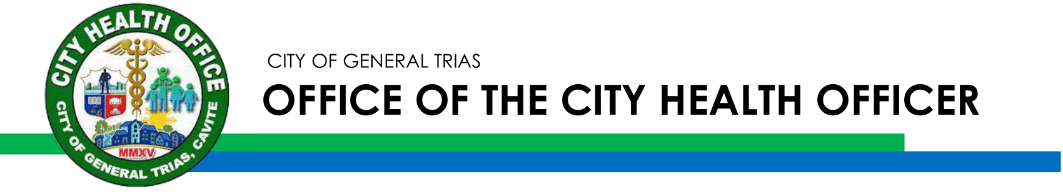 CITY HEALTH OFFICE
CITY OF GENERAL TRIAS, CAVITE
MMXV
CITY OF GENERAL TRIAS
OFFICE OF THE CITY HEALTH OFFICER